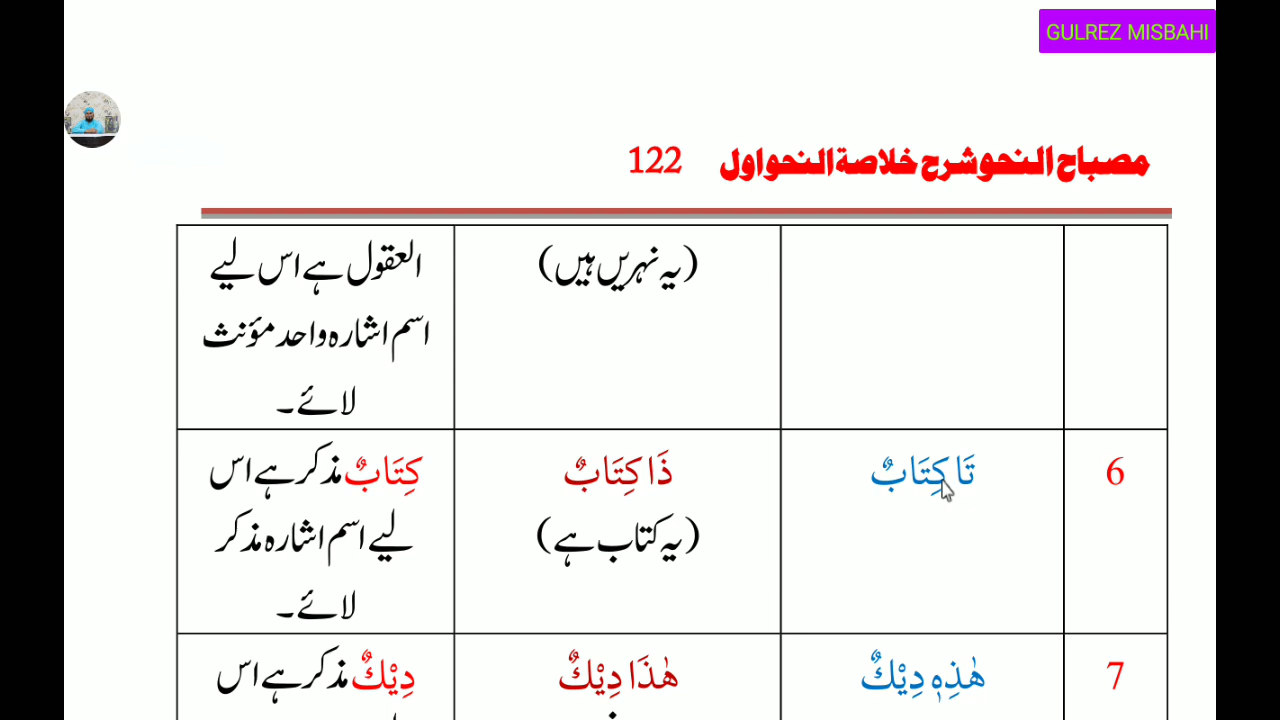 GULREZ MISBAHI
مصباح النحو شرح خلاصة النحو اول 122
(یہ نہریں ہیں)
العقول ہے اس لیے
اسم اشارہ واحد مؤنث
لائے۔
6
تَا كِتَابٌ
ذَا كِتَابٌ
(یہ کتاب ہے)
كِتَابٌ مذکر ہے اس
لیے اسم اشارہ مذکر
لائے۔
7
هٰذِهٖ دِيْكٌ
هٰذَا دِيْكٌ
دِيْكٌ مذکر ہے اس